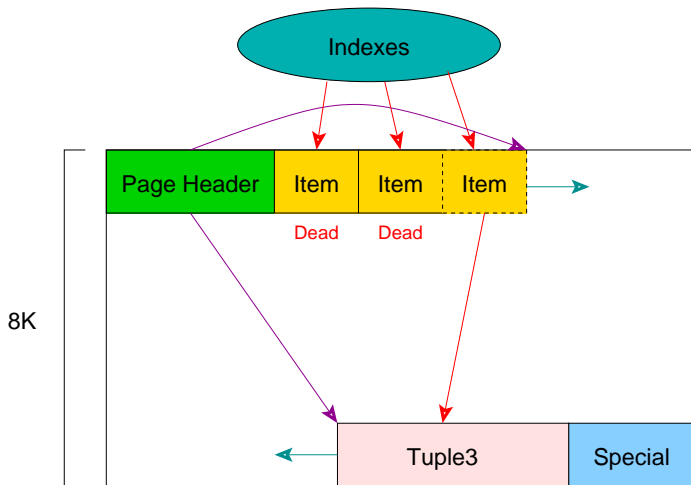 Indexes
Page Header Item Item Item
Dead Dead
8K
Tuple3 Special